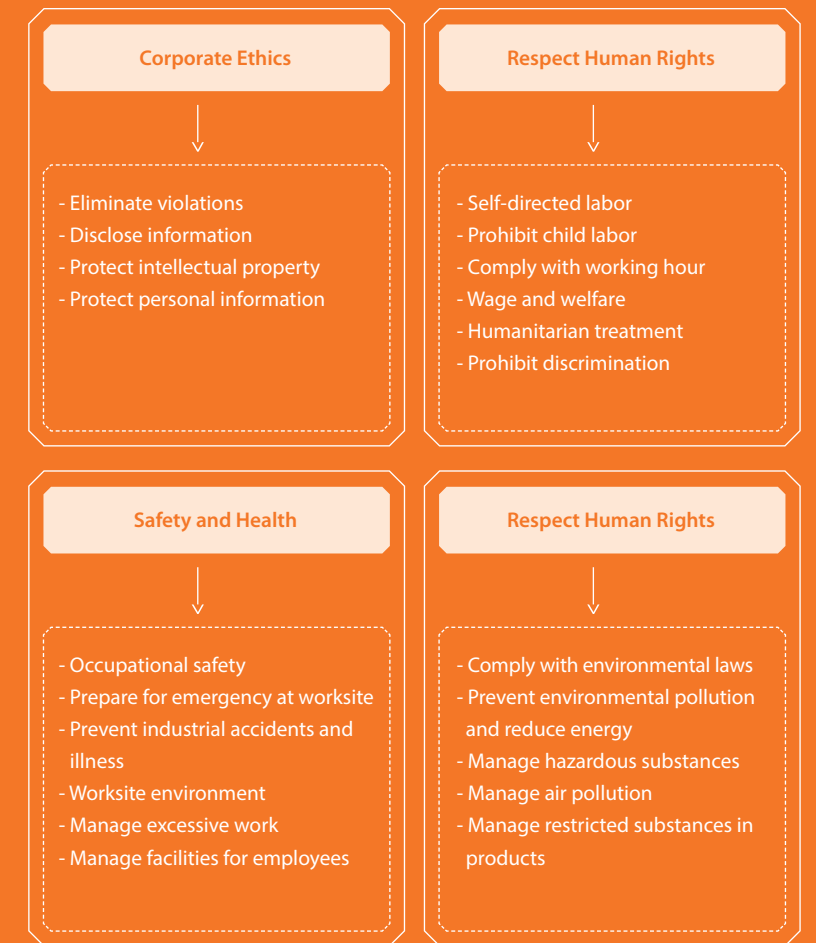 Corporate Ethics
- Eliminate violations
- Disclose information
- Protect intellectual property
- Protect personal information
Respect Human Rights
- Self-directed labor
- Prohibit child labor
- Comply with working hour
- Wage and welfare
- Humanitarian treatment
- Prohibit discrimination
Safety and Health
- Occupational safety
- Prepare for emergency at worksite
- Prevent industrial accidents and
illness
- Worksite environment
- Manage excessive work
- Manage facilities for employees
Respect Human Rights
- Comply with environmental laws
- Prevent environmental pollution
and reduce energy
- Manage hazardous substances
- Manage air pollution
- Manage restricted substances in
products